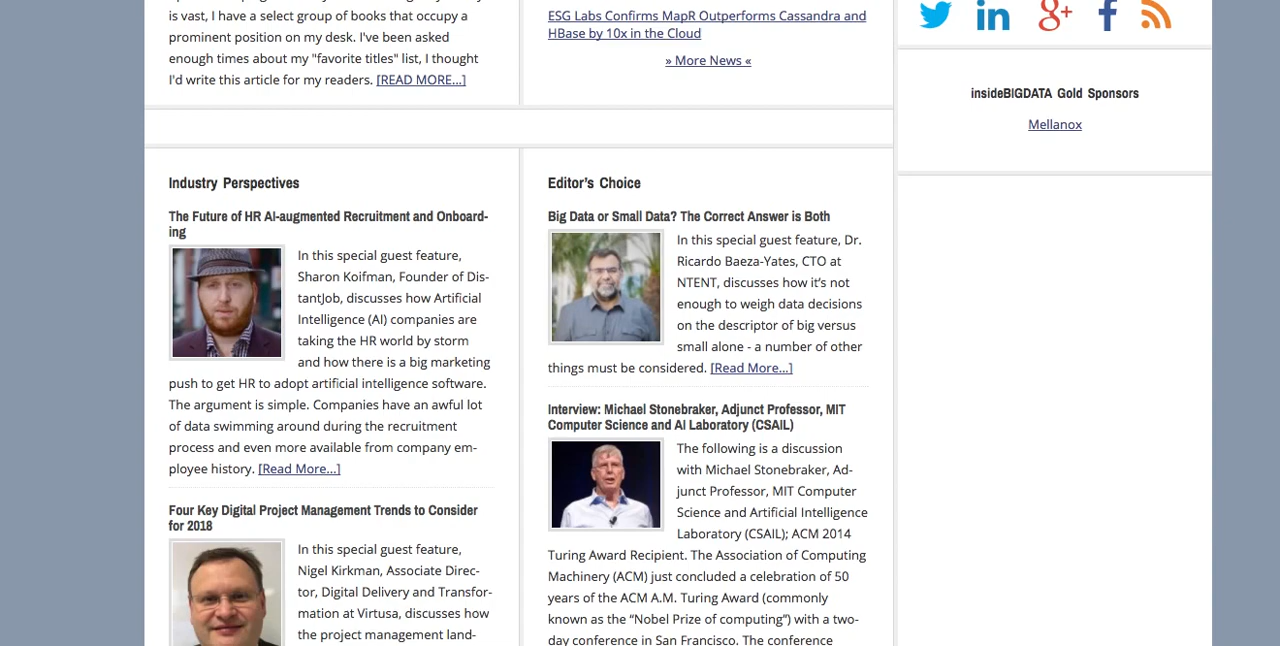 is vast, I have a select group of books that occupy a
prominent position on my desk. I've been asked
enough times about my "favorite titles" list, I thought
I'd write this article for my readers. [READ MORE...]
ESG Labs Confirms MapR Outperforms Cassandra and
HBase by 10x in the Cloud
» More News «
insideBIGDATA Gold Sponsors
Mellanox
Industry Perspectives
The Future of HR AI-augmented Recruitment and Onboard-
ing
In this special guest feature,
Sharon Koifman, Founder of Dis-
tantJob, discusses how Artificial
Intelligence (AI) companies are
taking the HR world by storm
and how there is a big marketing
push to get HR to adopt artificial intelligence software.
The argument is simple. Companies have an awful lot
of data swimming around during the recruitment
process and even more available from company em-
ployee history. [Read More...]
Four Key Digital Project Management Trends to Consider
for 2018
In this special guest feature,
Nigel Kirkman, Associate Direc-
tor, Digital Delivery and Transfor-
mation at Virtusa, discusses how
the project management land-
Editor’s Choice
Big Data or Small Data? The Correct Answer is Both
In this special guest feature, Dr.
Ricardo Baeza-Yates, CTO at
NTENT, discusses how it’s not
enough to weigh data decisions
on the descriptor of big versus
small alone - a number of other
things must be considered. [Read More...]
Interview: Michael Stonebraker, Adjunct Professor, MIT
Computer Science and AI Laboratory (CSAIL)
The following is a discussion
with Michael Stonebraker, Ad-
junct Professor, MIT Computer
Science and Artificial Intelligence
Laboratory (CSAIL); ACM 2014
Turing Award Recipient. The Association of Computing
Machinery (ACM) just concluded a celebration of 50
years of the ACM A.M. Turing Award (commonly
known as the “Nobel Prize of computing”) with a two-
day conference in San Francisco. The conference